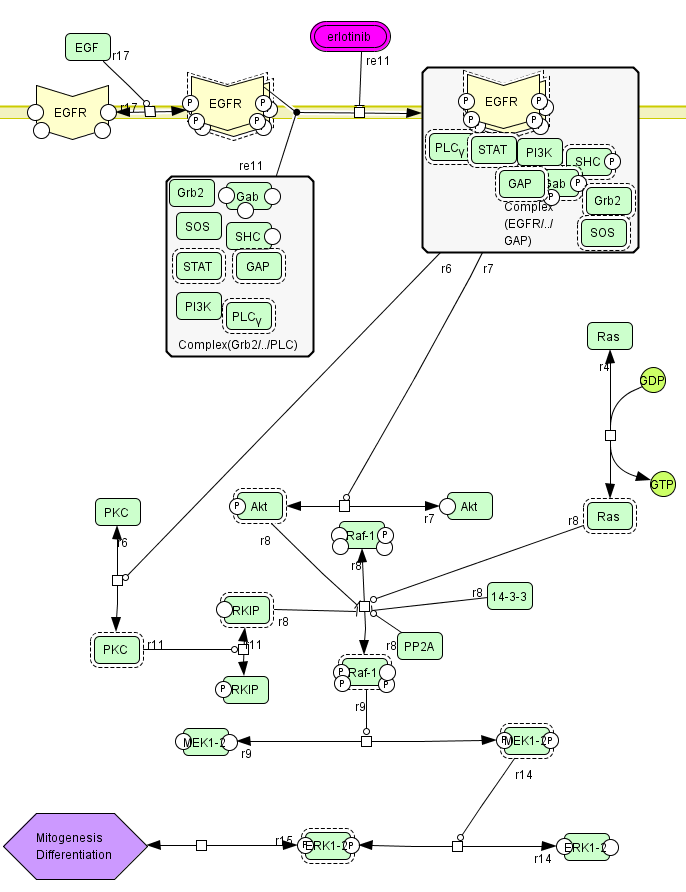 erlotinib
EGF
r17
re11
EGFR
r17
P
EGFR
P
P
P
P
EGFR
P
P
P
PLCγ
STAT
PI3K
SHC
P
GAP
Gab
P
P
Grb2
SOS
Complex
(EGFR/../
GAP)
re11
Grb2
Gab
SOS
SHC
STAT
GAP
PI3K
PLCγ
Complex(Grb2/../PLC)
r6
r7
Ras
r4
GDP
GTP
Ras
r8
PKC
r6
P
Akt
r8
Akt
r7
Raf-1
P
r8
14-3-3
r8
RKIP
r8
PP2A
r8
PKC
r11
r11
P
RKIP
P
Raf-1
P
P
r9
MEK1-2
r9
P
MEK1-2
P
r14
Mitogenesis
Differentiation
r15
P
ERK1-2
P
r14
ERK1-2